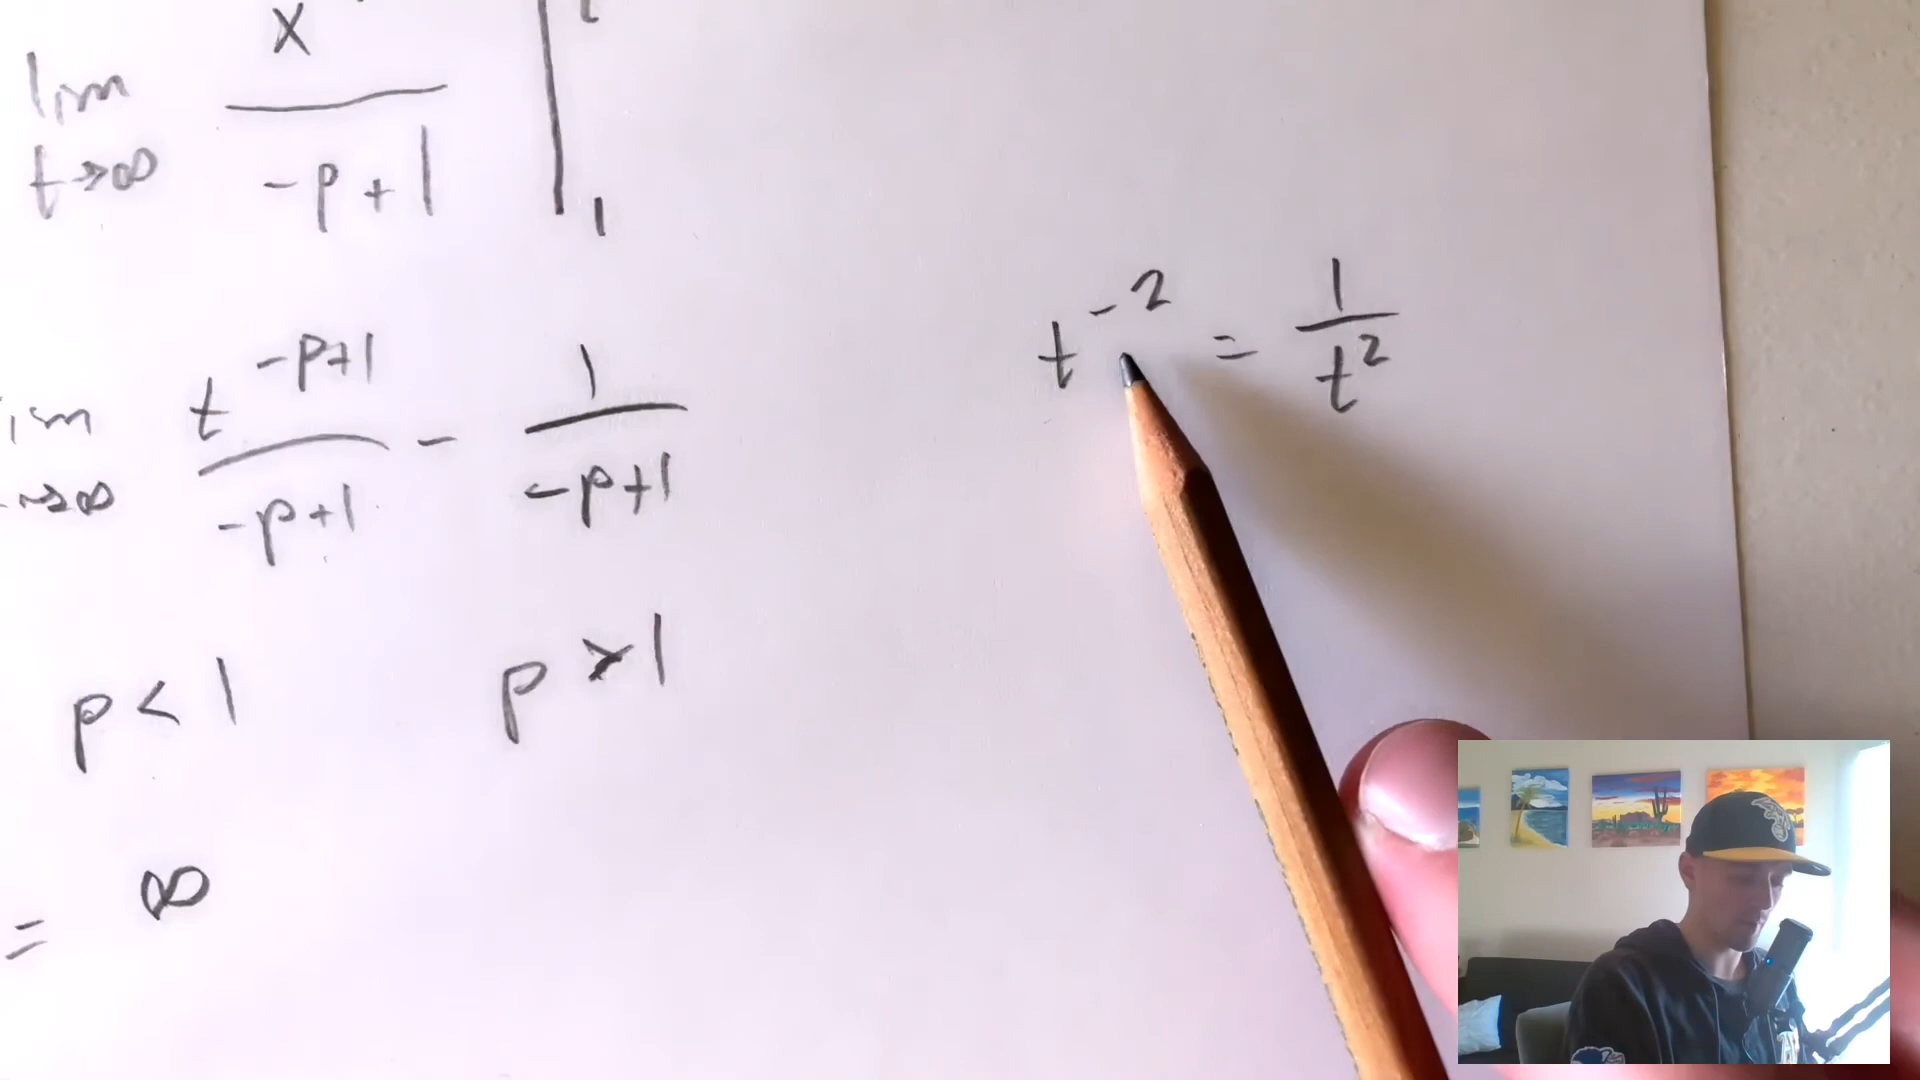 lim x
t→∞ -p+1 | 1
t^{-2} = 1/t^2
t^{-p+1}/-p+1 - 1/-p+1
→∞
p < 1 p > 1
= ∞